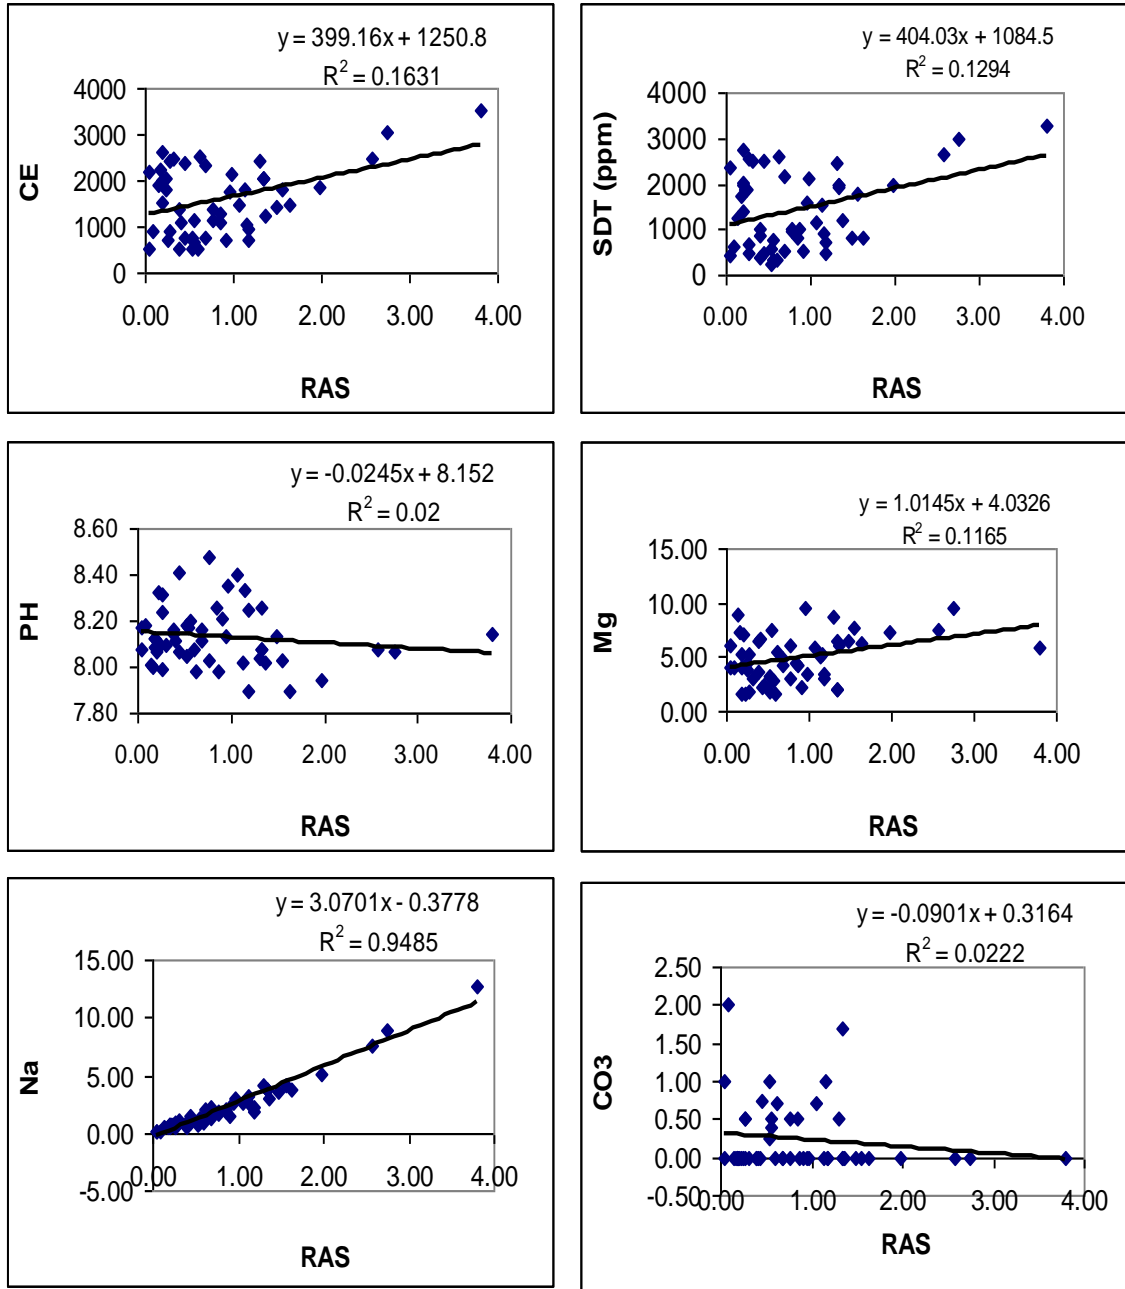 y = 399.16x + 1250.8
R² = 0.1631
CE
4000
3000
2000
1000
0
0.00 1.00 2.00 3.00 4.00
RAS
y = 404.03x + 1084.5
R² = 0.1294
SDT (ppm)
4000
3000
2000
1000
0
0.00 1.00 2.00 3.00 4.00
RAS
y = -0.0245x + 8.152
R² = 0.02
PH
8.60
8.40
8.20
8.00
7.80
0.00 1.00 2.00 3.00 4.00
RAS
y = 1.0145x + 4.0326
R² = 0.1165
Mg
15.00
10.00
5.00
0.00
0.00 1.00 2.00 3.00 4.00
RAS
y = 3.0701x - 0.3778
R² = 0.9485
Na
15.00
10.00
5.00
0.00
-5.00
0.00 1.00 2.00 3.00 4.00
RAS
y = -0.0901x + 0.3164
R² = 0.0222
CO3
2.50
2.00
1.50
1.00
0.50
0.00
-0.50
0.00 1.00 2.00 3.00 4.00
RAS